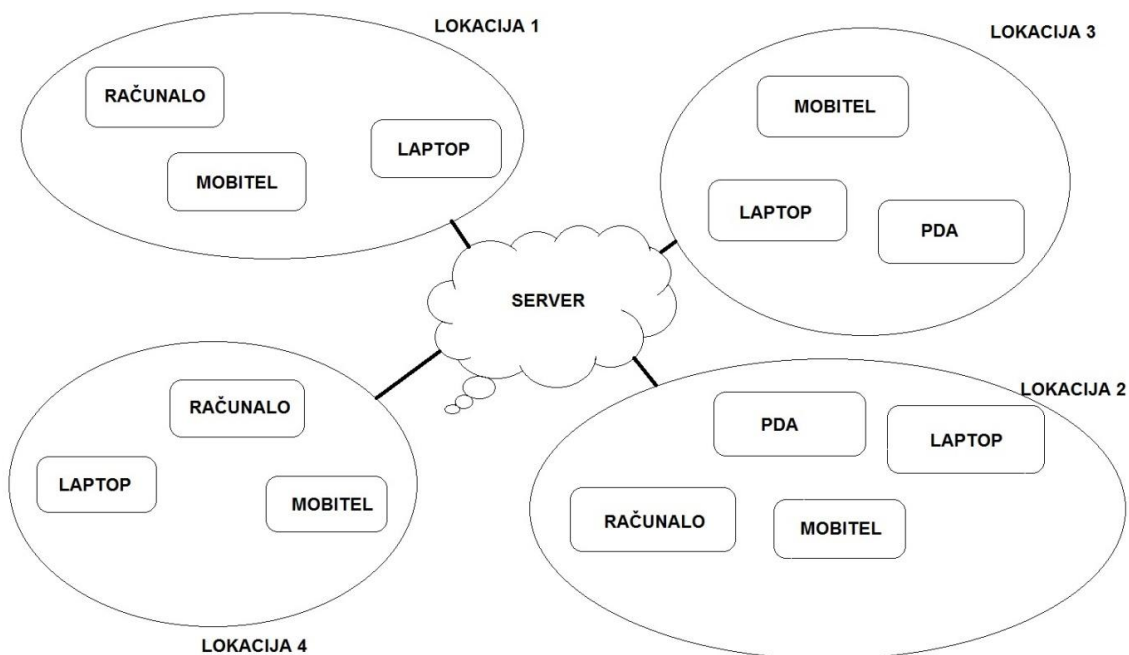 LOKACIJA 1
RAČUNALO
MOBITEL
LAPTOP
LOKACIJA 3
MOBITEL
LAPTOP
PDA
SERVER
RAČUNALO
LAPTOP
MOBITEL
LOKACIJA 4
LOKACIJA 2
PDA
LAPTOP
RAČUNALO
MOBITEL